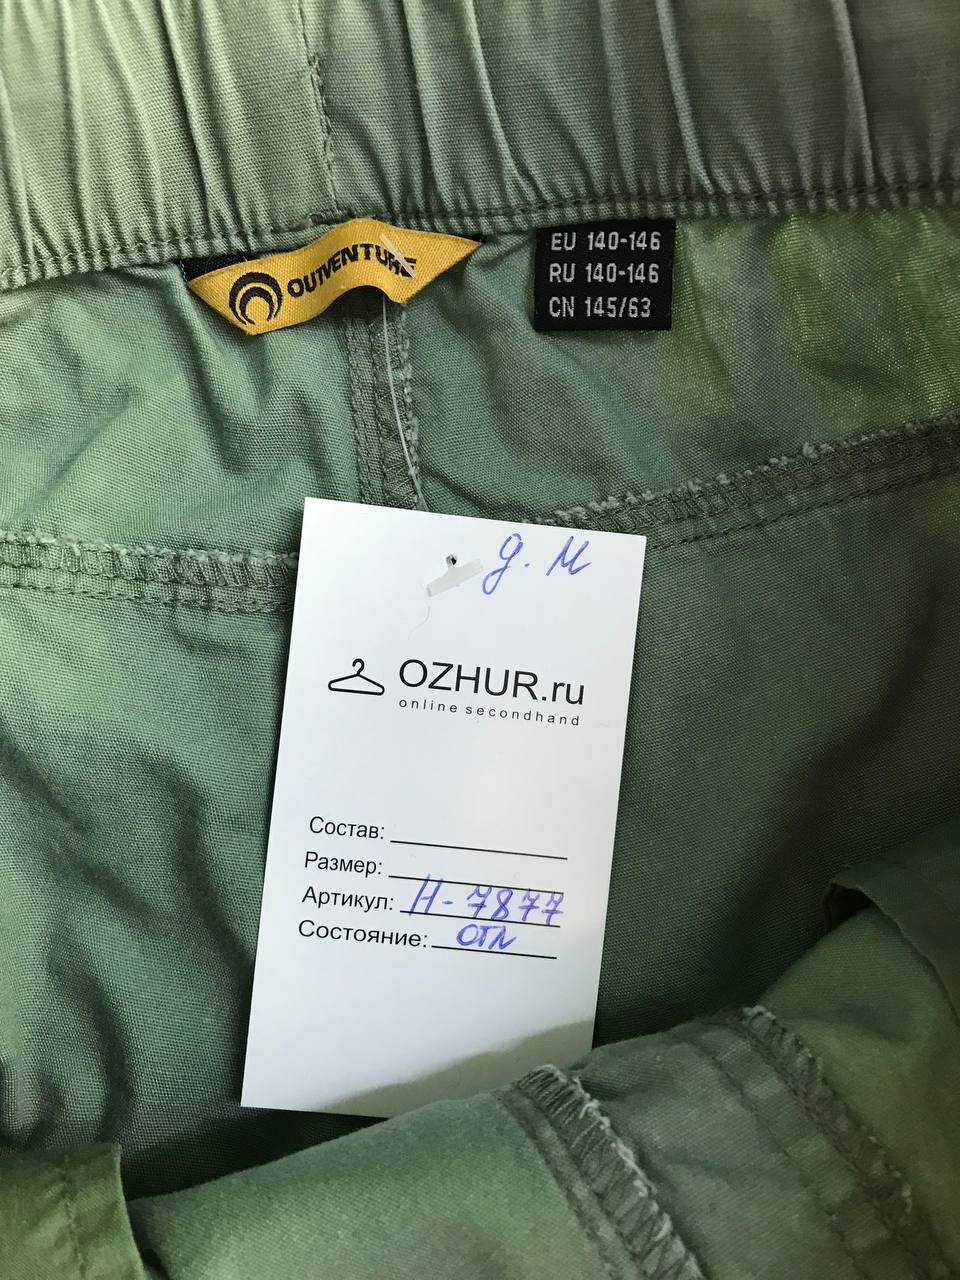 OUTVENTURE
EU 140-146
RU 140-146
CN 145/63
д. М
OZHUR.ru
online secondhand
Состав:
Размер:
Артикул: Н-7877
Состояние: отл